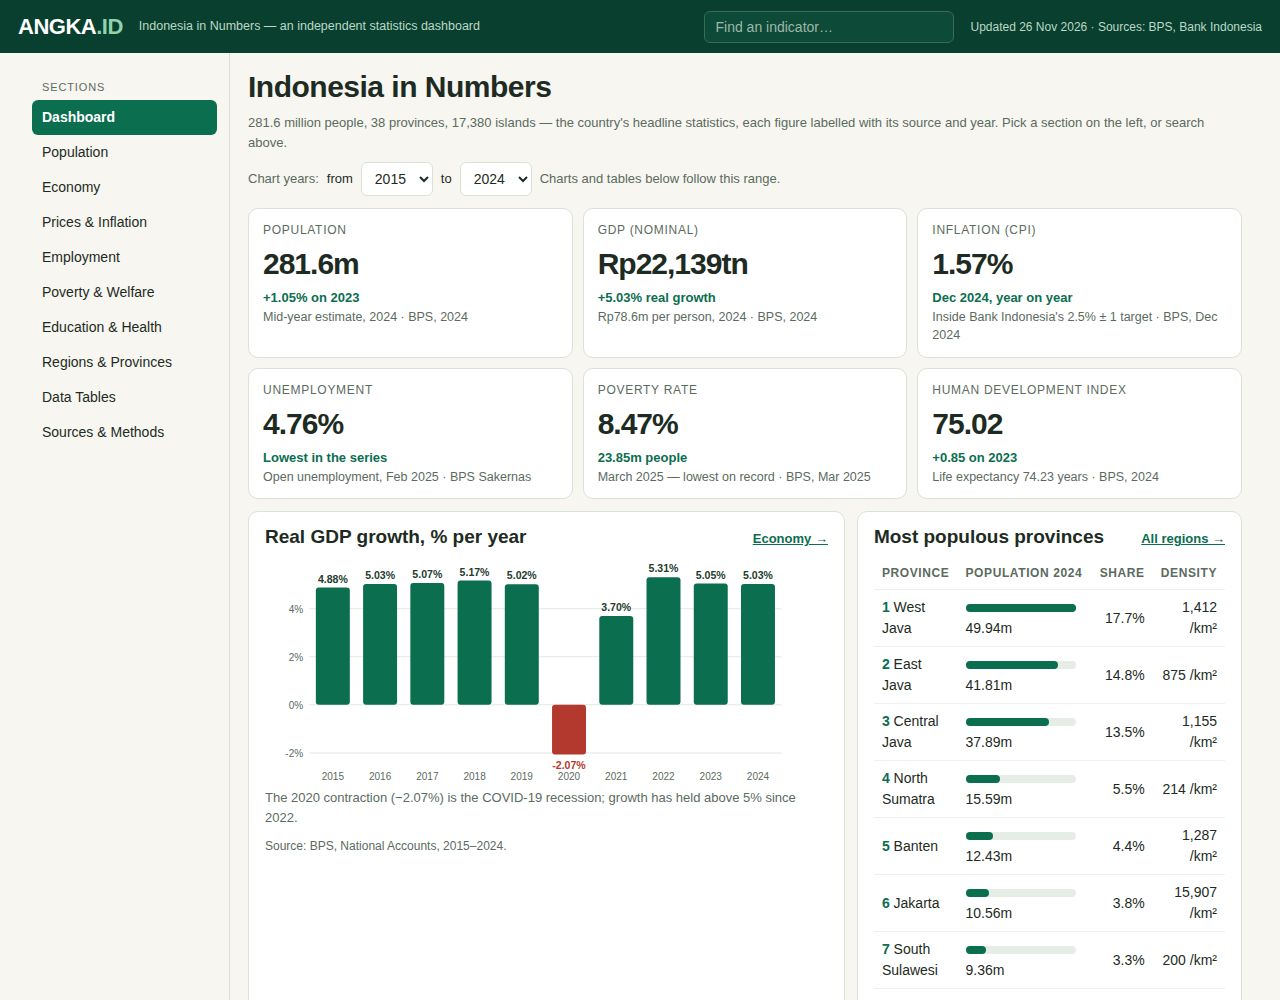 ANGKA.ID
Indonesia in Numbers — an independent statistics dashboard
Find an indicator…
Updated 26 Nov 2026 · Sources: BPS, Bank Indonesia
SECTIONS
Dashboard
Population
Economy
Prices & Inflation
Employment
Poverty & Welfare
Education & Health
Regions & Provinces
Data Tables
Sources & Methods
Indonesia in Numbers
281.6 million people, 38 provinces, 17,380 islands — the country's headline statistics, each figure labelled with its source and year. Pick a section on the left, or search
above.
Chart years: from 2015 to 2024 Charts and tables below follow this range.
POPULATION
281.6m
+1.05% on 2023
Mid-year estimate, 2024 · BPS, 2024
GDP (NOMINAL)
Rp22,139tn
+5.03% real growth
Rp78.6m per person, 2024 · BPS, 2024
INFLATION (CPI)
1.57%
Dec 2024, year on year
Inside Bank Indonesia's 2.5% ± 1 target · BPS, Dec
2024
UNEMPLOYMENT
4.76%
Lowest in the series
Open unemployment, Feb 2025 · BPS Sakernas
POVERTY RATE
8.47%
23.85m people
March 2025 — lowest on record · BPS, Mar 2025
HUMAN DEVELOPMENT INDEX
75.02
+0.85 on 2023
Life expectancy 74.23 years · BPS, 2024
Real GDP growth, % per year
Economy →
4.88% 5.03% 5.07% 5.17% 5.02% -2.07% 3.70% 5.31% 5.05% 5.03%
4%
2%
0%
-2%
2015 2016 2017 2018 2019 2020 2021 2022 2023 2024
The 2020 contraction (−2.07%) is the COVID-19 recession; growth has held above 5% since
2022.
Source: BPS, National Accounts, 2015–2024.
Most populous provinces
All regions →
PROVINCE POPULATION 2024 SHARE DENSITY
1 West Java 49.94m 17.7% 1,412 /km²
2 East Java 41.81m 14.8% 875 /km²
3 Central Java 37.89m 13.5% 1,155 /km²
4 North Sumatra 15.59m 5.5% 214 /km²
5 Banten 12.43m 4.4% 1,287 /km²
6 Jakarta 10.56m 3.8% 15,907 /km²
7 South Sulawesi 9.36m 3.3% 200 /km²